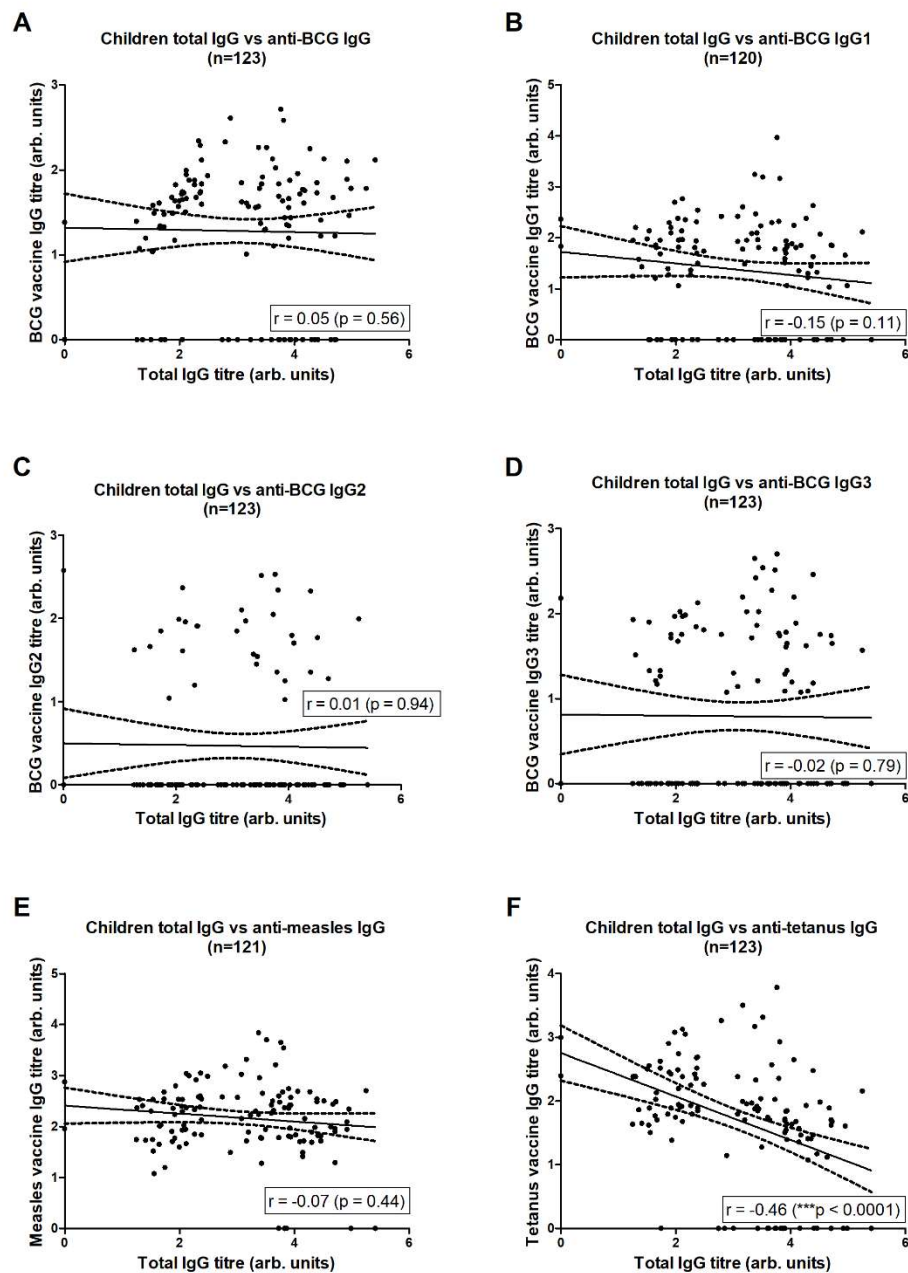 A
Children total IgG vs anti-BCG IgG
(n=123)
BCG vaccine IgG titre (arb. units)
3
2
1
0
0
2
4
6
r = 0.05 (p = 0.56)
Total IgG titre (arb. units)
B
Children total IgG vs anti-BCG IgG1
(n=120)
BCG vaccine IgG1 titre (arb. units)
5
4
3
2
1
0
0
2
4
6
r = -0.15 (p = 0.11)
Total IgG titre (arb. units)
C
Children total IgG vs anti-BCG IgG2
(n=123)
BCG vaccine IgG2 titre (arb. units)
3
2
1
0
0
2
4
6
r = 0.01 (p = 0.94)
Total IgG titre (arb. units)
D
Children total IgG vs anti-BCG IgG3
(n=123)
BCG vaccine IgG3 titre (arb. units)
3
2
1
0
0
2
4
6
r = -0.02 (p = 0.79)
Total IgG titre (arb. units)
E
Children total IgG vs anti-measles IgG
(n=121)
Measles vaccine IgG titre (arb. units)
5
4
3
2
1
0
0
2
4
6
r = -0.07 (p = 0.44)
Total IgG titre (arb. units)
F
Children total IgG vs anti-tetanus IgG
(n=123)
Tetanus vaccine IgG titre (arb. units)
4
3
2
1
0
0
2
4
6
r = -0.46 (***p < 0.0001)
Total IgG titre (arb. units)